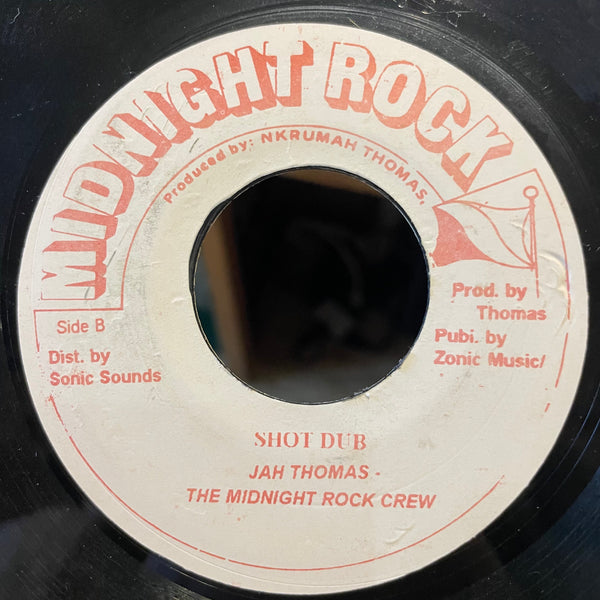 MIDNIGHT ROCK
Produced by: NKRUMAH THOMAS,
Side B
Dist. by
Sonic Sounds
Prod. by
Thomas
Pubi. by
Zonic Music/
SHOT DUB
JAH THOMAS -
THE MIDNIGHT ROCK CREW